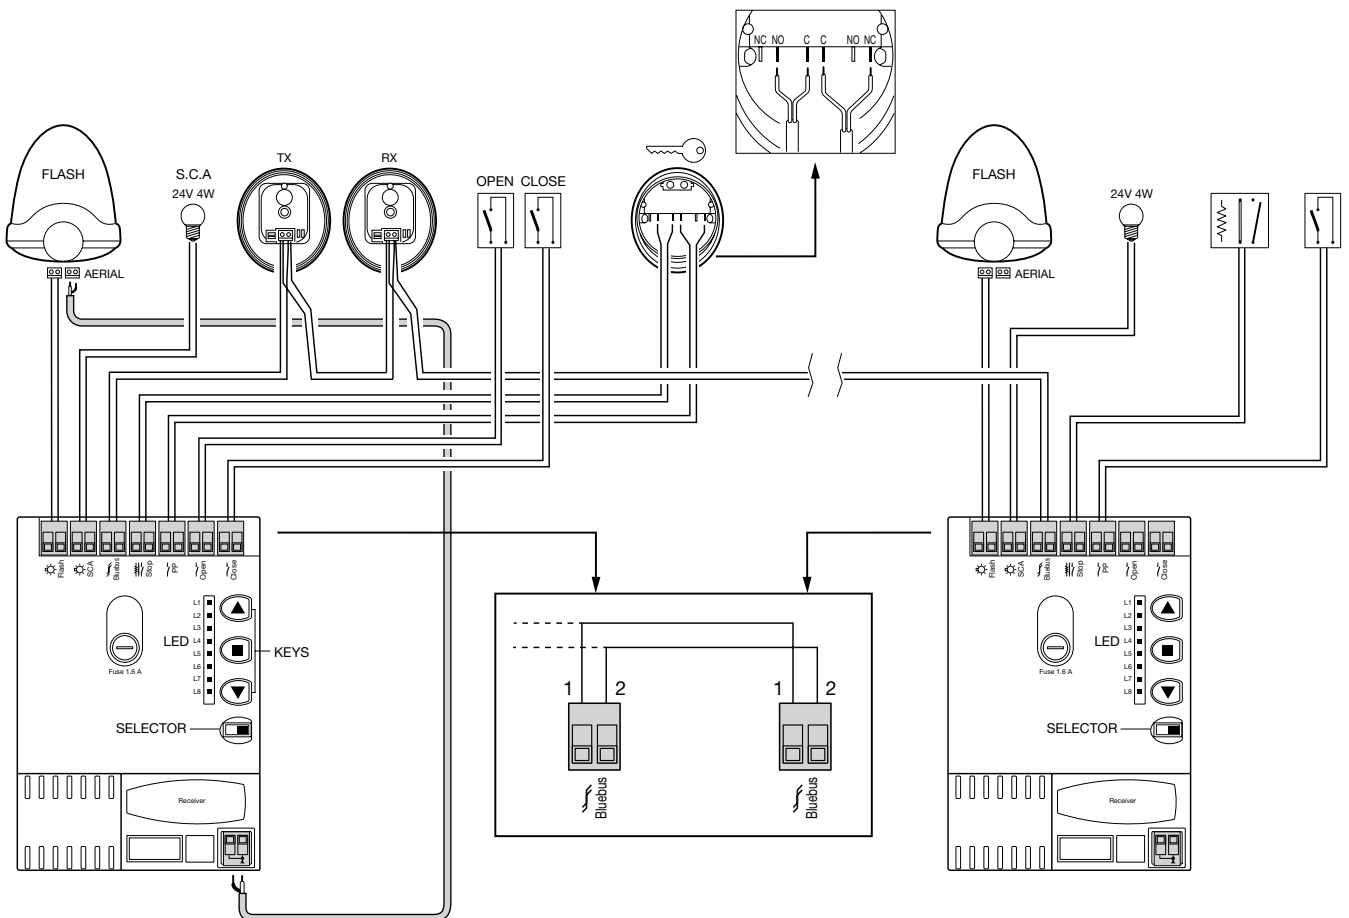 NC NO C C NO NC
FLASH
S.C.A
24V 4W
TX
RX
OPEN CLOSE
AERIAL
FLASH
24V 4W
AERIAL
Flash
SCA
Bluebus
Stop
PP
Open
Close
L1
L2
L3
L4
L5
L6
L7
L8
LED
KEYS
Fuse 1.6 A
SELECTOR
Receiver
1 2
Bluebus
1 2
Bluebus
Flash
SCA
Bluebus
Stop
PP
Open
Close
L1
L2
L3
L4
L5
L6
L7
L8
LED
Fuse 1.6 A
SELECTOR
Receiver